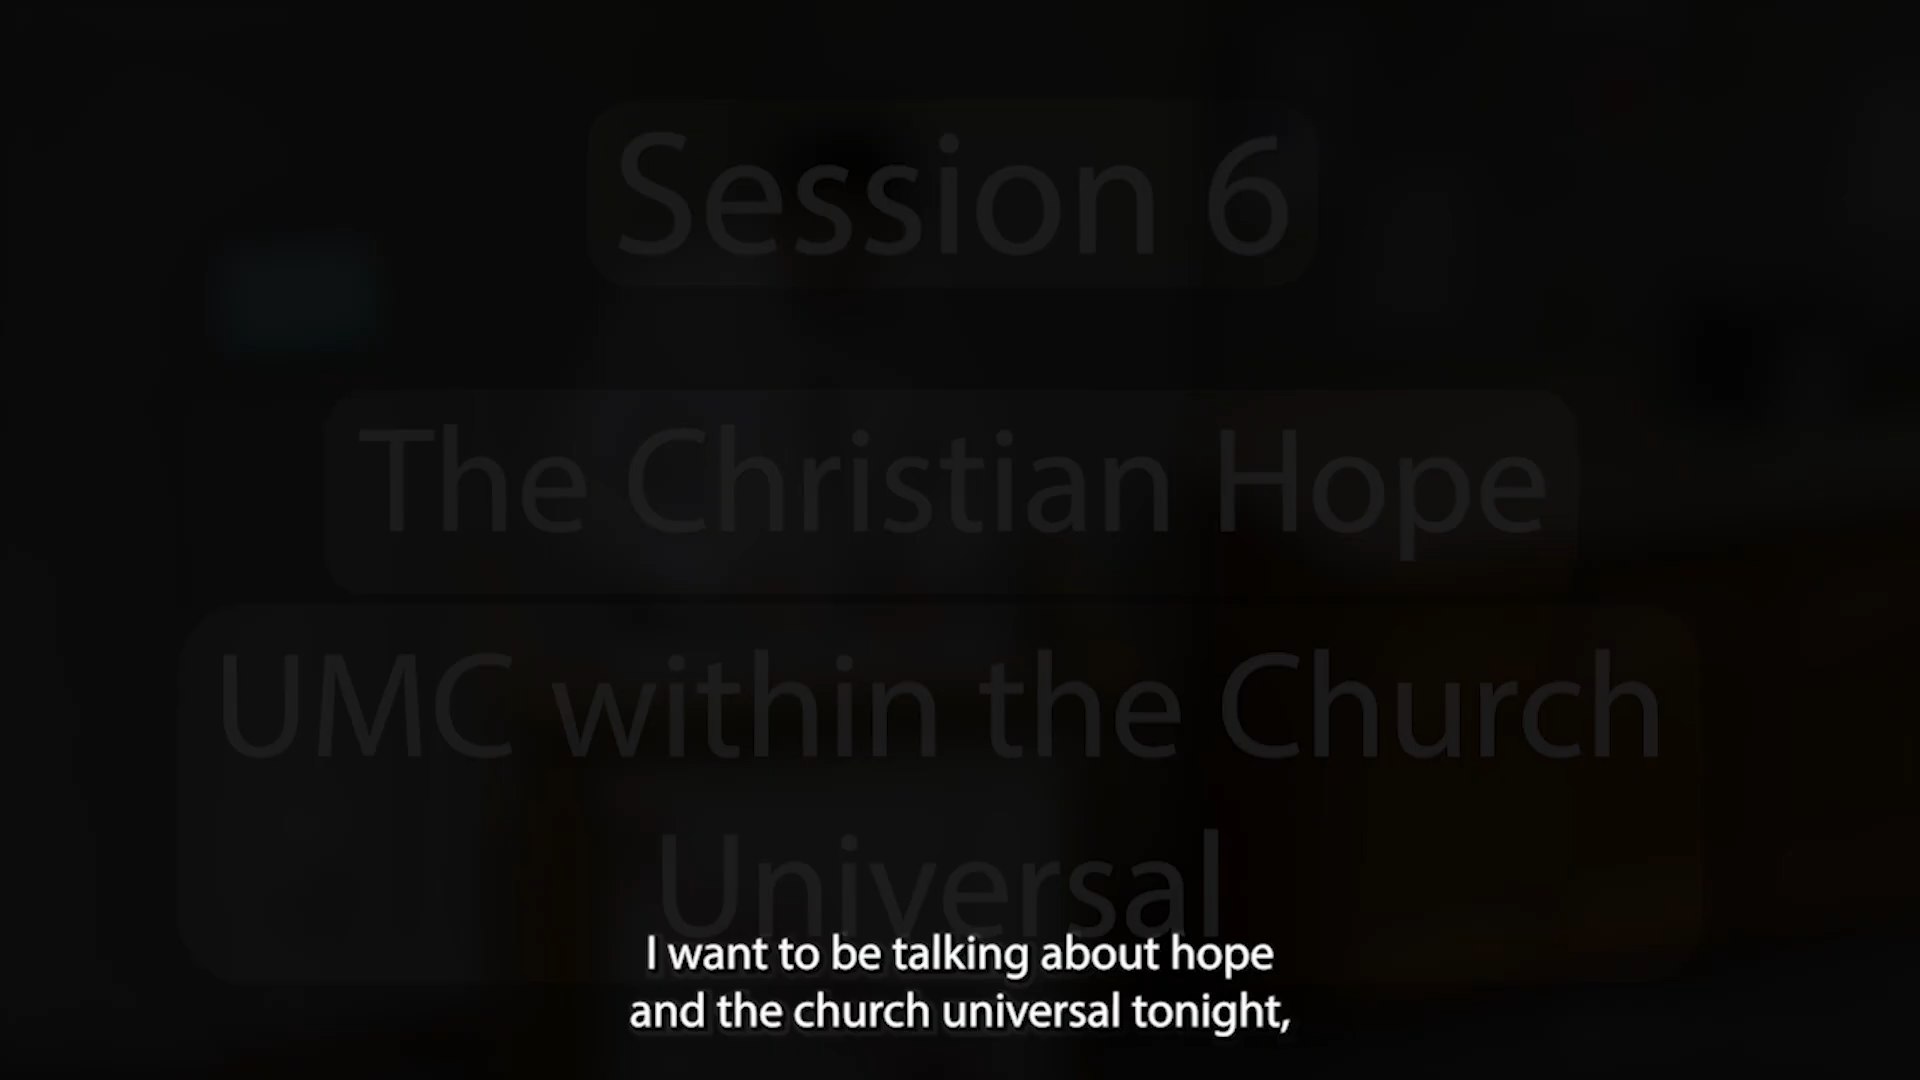 Session 6
The Christian Hope
UMC within the Church
Universal
I want to be talking about hope
and the church universal tonight,